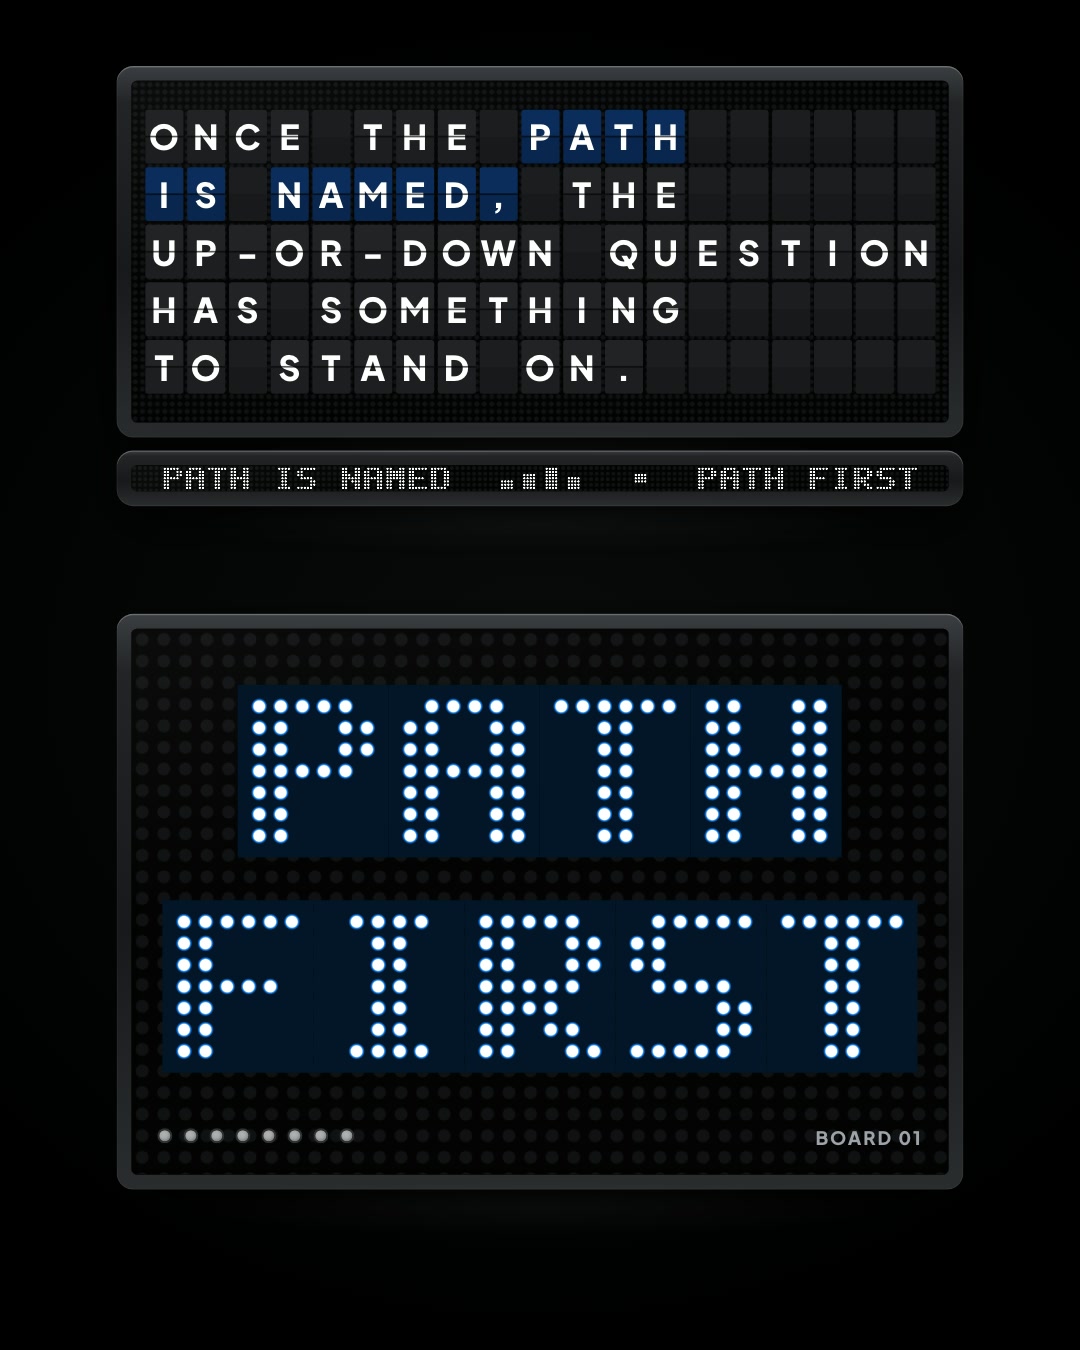 ONCE THE PATH
IS NAMED, THE
UP-OR-DOWN QUESTION
HAS SOMETHING
TO STAND ON.
PATH IS NAMED PATH FIRST
PATH
FIRST
BOARD 01